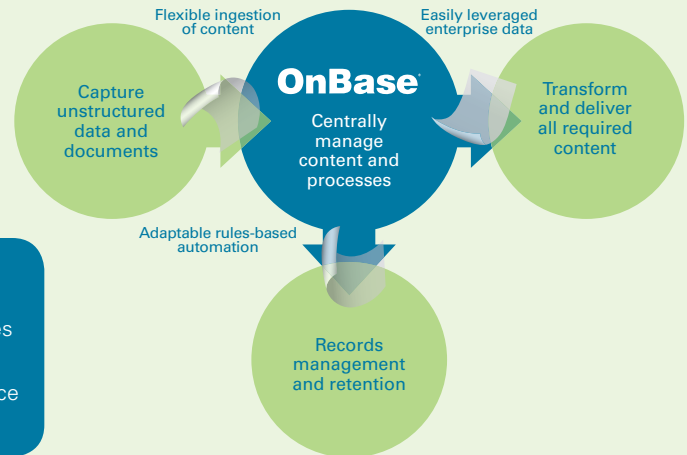 Flexible ingestion
of content
Easily leveraged
enterprise data
Capture
unstructured
data and
documents
OnBase®
Centrally
manage
content and
processes
Transform
and deliver
all required
content
Adaptable rules-based
automation
Records
management
and retention